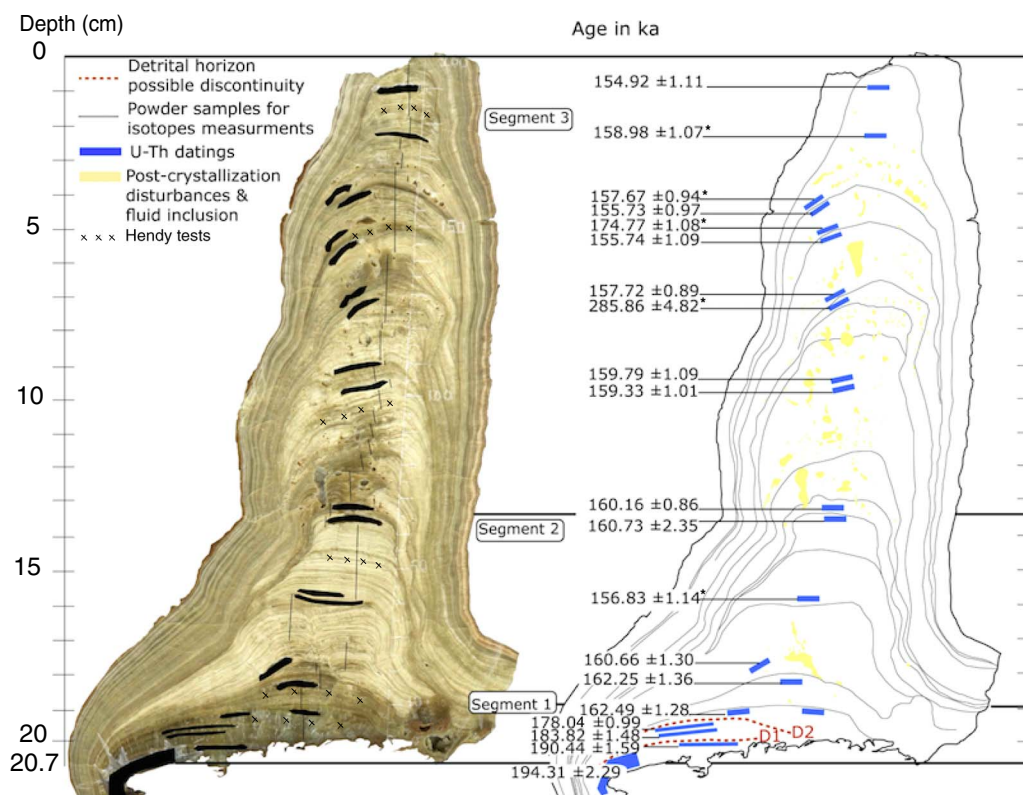 Depth (cm)
Age in ka
0
Detrital horizon
possible discontinuity
Powder samples for
isotopes measurments
U-Th datings
Post-crystallization
disturbances &
fluid inclusion
x x x Hendy tests
5
10
15
20
20.7
Segment 3
Segment 2
Segment 1
154.92 ±1.11
158.98 ±1.07*
157.67 ±0.94*
155.73 ±0.97
174.77 ±1.08*
155.74 ±1.09
157.72 ±0.89
285.86 ±4.82*
159.79 ±1.09
159.33 ±1.01
160.16 ±0.86
160.73 ±2.35
156.83 ±1.14*
160.66 ±1.30
162.25 ±1.36
162.49 ±1.28
178.04 ±0.99
183.82 ±1.48
190.44 ±1.59
194.31 ±2.29
D1 D2